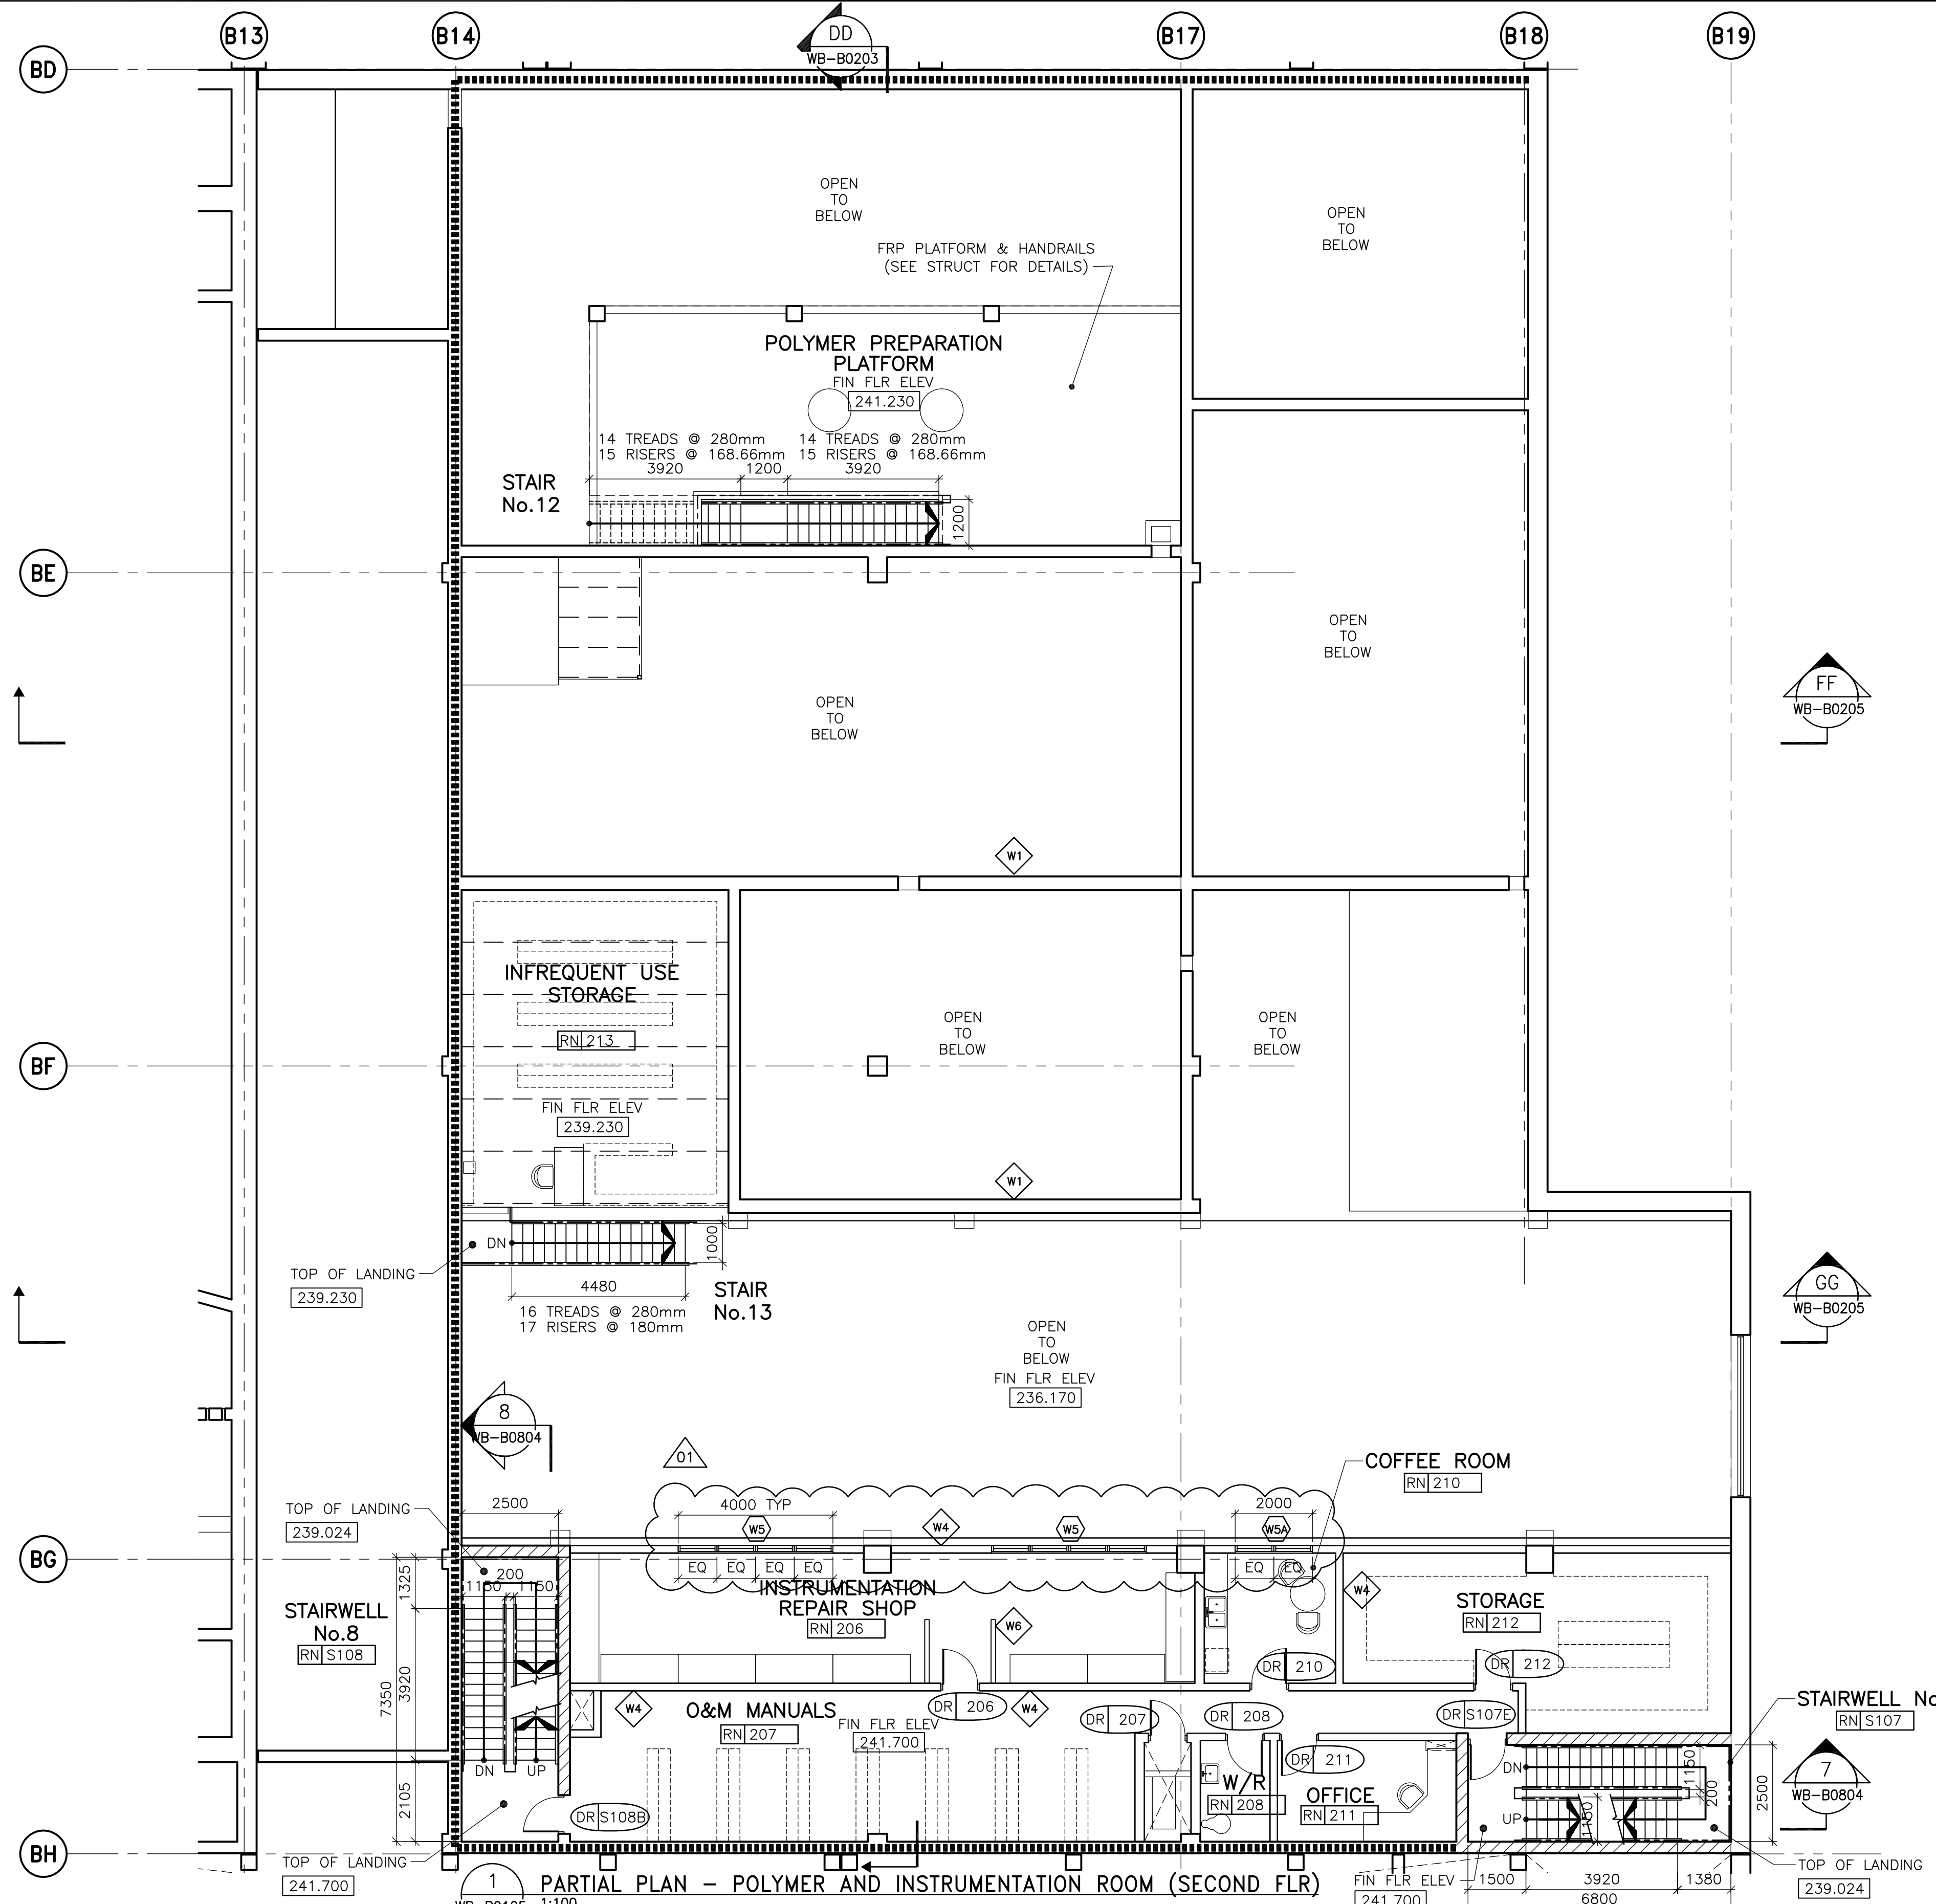 B13
B14
DD
WB-B0203
B17
B18
B19
BD
OPEN
TO
BELOW
OPEN
TO
BELOW
FRP PLATFORM & HANDRAILS
(SEE STRUCT FOR DETAILS)
POLYMER PREPARATION
PLATFORM
FIN FLR ELEV
241.230
14 TREADS @ 280mm
15 RISERS @ 168.66mm
14 TREADS @ 280mm
15 RISERS @ 168.66mm
3920
1200
3920
STAIR
No.12
1200
BE
OPEN
TO
BELOW
OPEN
TO
BELOW
FF
WB-B0205
W1
INFREQUENT USE
STORAGE
RN 213
FIN FLR ELEV
239.230
OPEN
TO
BELOW
OPEN
TO
BELOW
BF
W1
DN
1000
TOP OF LANDING
239.230
4480
16 TREADS @ 280mm
17 RISERS @ 180mm
STAIR
No.13
GG
WB-B0205
OPEN
TO
BELOW
FIN FLR ELEV
236.170
8
WB-B0804
01
COFFEE ROOM
RN 210
TOP OF LANDING
239.024
2500
4000 TYP
2000
W5
W4
W5
W5A
BG
EQ EQ EQ EQ
EQ EQ
200
1150 1150
1325
INSTRUMENTATION
REPAIR SHOP
RN 206
W6
W4
STORAGE
RN 212
STAIRWELL
No.8
RN S108
3920
7350
2105
DR 210
DR 212
W4
O&M MANUALS
RN 207
FIN FLR ELEV
241.700
DR 206
W4
DR 207
DR 208
DR S107E
STAIRWELL No
RN S107
DN UP
DR S108B
DR 211
W/R
RN 208
OFFICE
RN 211
DN
UP
1150
200
1150
2500
7
WB-B0804
BH
TOP OF LANDING
241.700
1
WB-B0105
PARTIAL PLAN – POLYMER AND INSTRUMENTATION ROOM (SECOND FLR)
1:100
FIN FLR ELEV
241.700
1500
3920
1380
6800
TOP OF LANDING
239.024